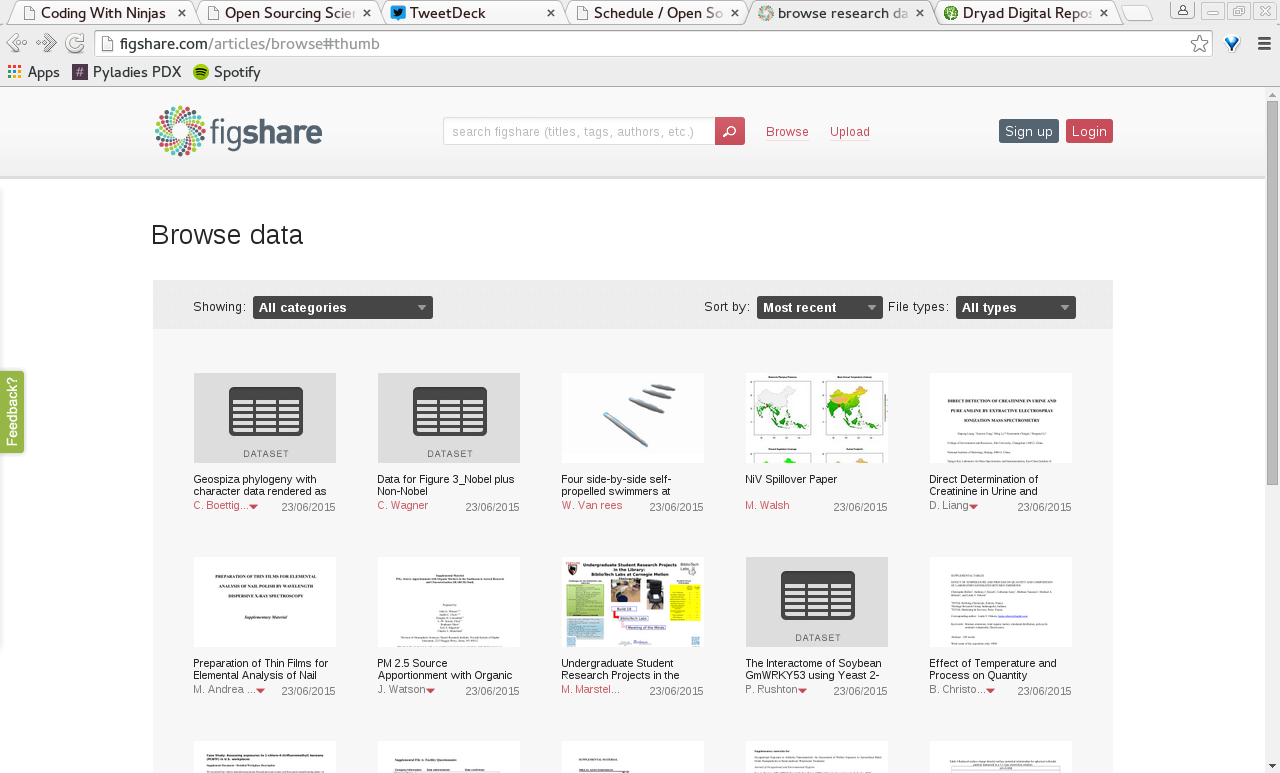 Coding With Ninjas
Open Sourcing Scier
TweetDeck
Schedule / Open So
browse research da
Dryad Digital Repos
figshare.com/articles/browse#thumb
Apps
Pyladies PDX
Spotify
figshare
search figshare (titles, tags, authors, etc.)
Browse
Upload
Sign up
Login
Feedback?
Browse data
Showing:
All categories
Sort by:
Most recent
File types:
All types
DATASET
DATASET
DIRECT DETECTION OF CREATININE IN URINE AND
PURE ANILINE BY EXTRACTIVE ELECTROSPRAY
IONIZATION MASS SPECTROMETRY
Geospiza phylogeny with
character data rendered as
C. Boettig...
23/06/2015
Data for Figure 3_Nobel plus
Non-Nobel
C. Wagner
23/06/2015
Four side-by-side self-
propelled swimmers at
W. Van rees
23/06/2015
NiV Spillover Paper
M. Walsh
23/06/2015
Direct Determination of
Creatinine in Urine and
D. Liang
23/06/2015
PREPARATION OF THIN FILMS FOR ELEMENTAL
ANALYSIS OF NAIL POLISH BY WAVELENGTH
DISPERSIVE X-RAY SPECTROSCOPY
Supplementary Material
Undergraduate Student Research Projects
in the Library:
BiblioTech Labs at Carnegie Mellon
DATASET
Preparation of Thin Films for
Elemental Analysis of Nail
M. Andrea ...
23/06/2015
PM 2.5 Source
Apportionment with Organic
J. Watson
23/06/2015
Undergraduate Student
Research Projects in the
M. Marstel...
23/06/2015
The Interactome of Soybean
GmWRKY53 using Yeast 2-
P. Rushton
23/06/2015
Effect of Temperature and
Process on Quantity
B. Christo...
23/06/2015